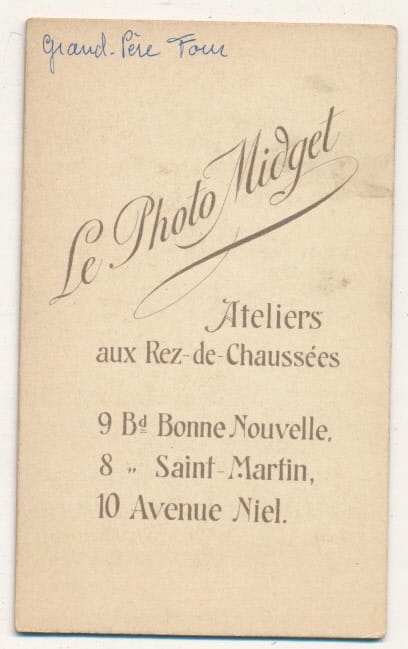 Grand-Père Four
Le Photo Midget
Ateliers
aux Rez-de-Chaussées
9 Bd Bonne Nouvelle,
8 „ Saint-Martin,
10 Avenue Niel.